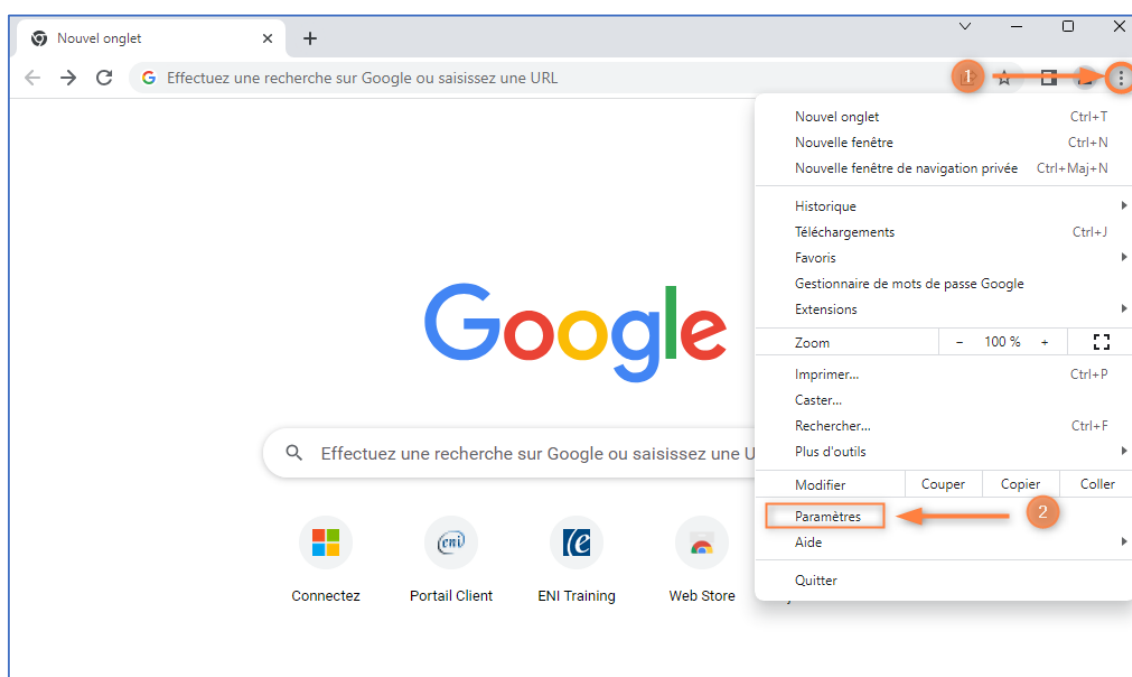 Nouvel onglet
Effectuez une recherche sur Google ou saisissez une URL
1
Nouvel onglet Ctrl+T
Nouvelle fenêtre Ctrl+N
Nouvelle fenêtre de navigation privée Ctrl+Maj+N
Historique
Téléchargements Ctrl+J
Favoris
Gestionnaire de mots de passe Google
Extensions
Zoom - 100 % +
Imprimer... Ctrl+P
Caster...
Rechercher... Ctrl+F
Plus d'outils
Modifier Couper Copier Coller
Paramètres 2
Aide
Quitter
Google
Effectuez une recherche sur Google ou saisissez une U
eni
Connectez Portail Client ENI Training Web Store